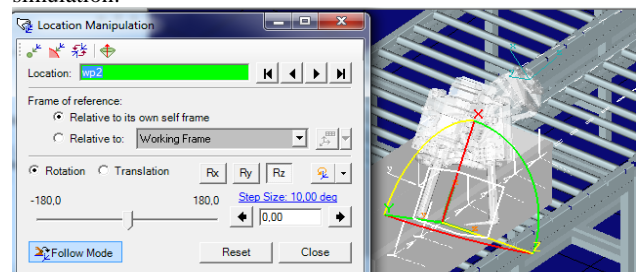 simulation.
Location Manipulation
Location: wp2
Frame of reference:
Relative to its own self frame
Relative to: Working Frame
Rotation Translation Rx Ry Rz
-180,0 180,0 Step Size: 10,00 deg
0,00
Follow Mode Reset Close
X
Y
Z